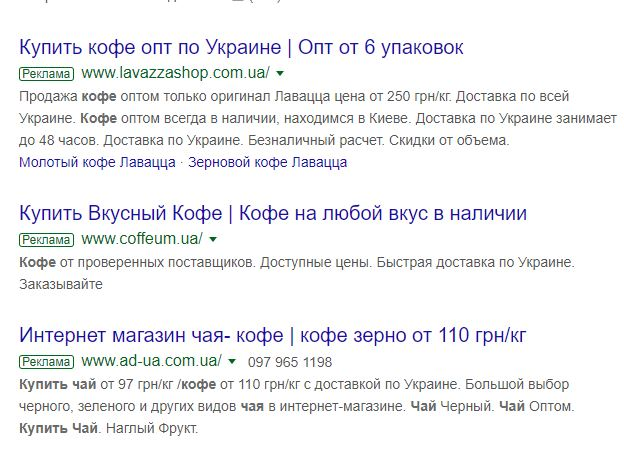 Купить кофе опт по Украине | Опт от 6 упаковок
Реклама www.lavazzashop.com.ua/
Продажа кофе оптом только оригинал Лавацца цена от 250 грн/кг. Доставка по всей
Украине. Кофе оптом всегда в наличии, находимся в Киеве. Доставка по Украине занимает
до 48 часов. Доставка по Украине. Безналичный расчет. Скидки от объема.
Молотый кофе Лавацца · Зерновой кофе Лавацца
Купить Вкусный Кофе | Кофе на любой вкус в наличии
Реклама www.coffeum.ua/
Кофе от проверенных поставщиков. Доступные цены. Быстрая доставка по Украине.
Заказывайте
Интернет магазин чая- кофе | кофе зерно от 110 грн/кг
Реклама www.ad-ua.com.ua/ 097 965 1198
Купить чай от 97 грн/кг /кофе от 110 грн/кг с доставкой по Украине. Большой выбор
черного, зеленого и других видов чая в интернет-магазине. Чай Черный. Чай Оптом.
Купить Чай. Наглый Фрукт.